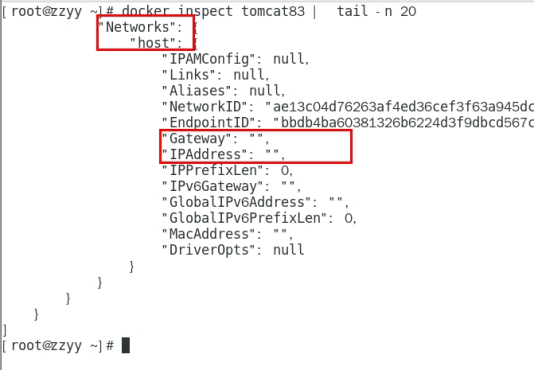 [root@zzyy ~]# docker inspect tomcat83 | tail -n 20
"Networks": {
"host": {
"IPAMConfig": null,
"Links": null,
"Aliases": null,
"NetworkID": "ae13c04d76263af4ed36cef3f63a945dc
"EndpointID": "bbdb4ba60381326b6224d3f9dbcd567c
"Gateway": "",
"IPAddress": "",
"IPPrefixLen": 0,
"IPv6Gateway": "",
"GlobalIPv6Address": "",
"GlobalIPv6PrefixLen": 0,
"MacAddress": "",
"DriverOpts": null
}
}
}
}
]
[root@zzyy ~]#